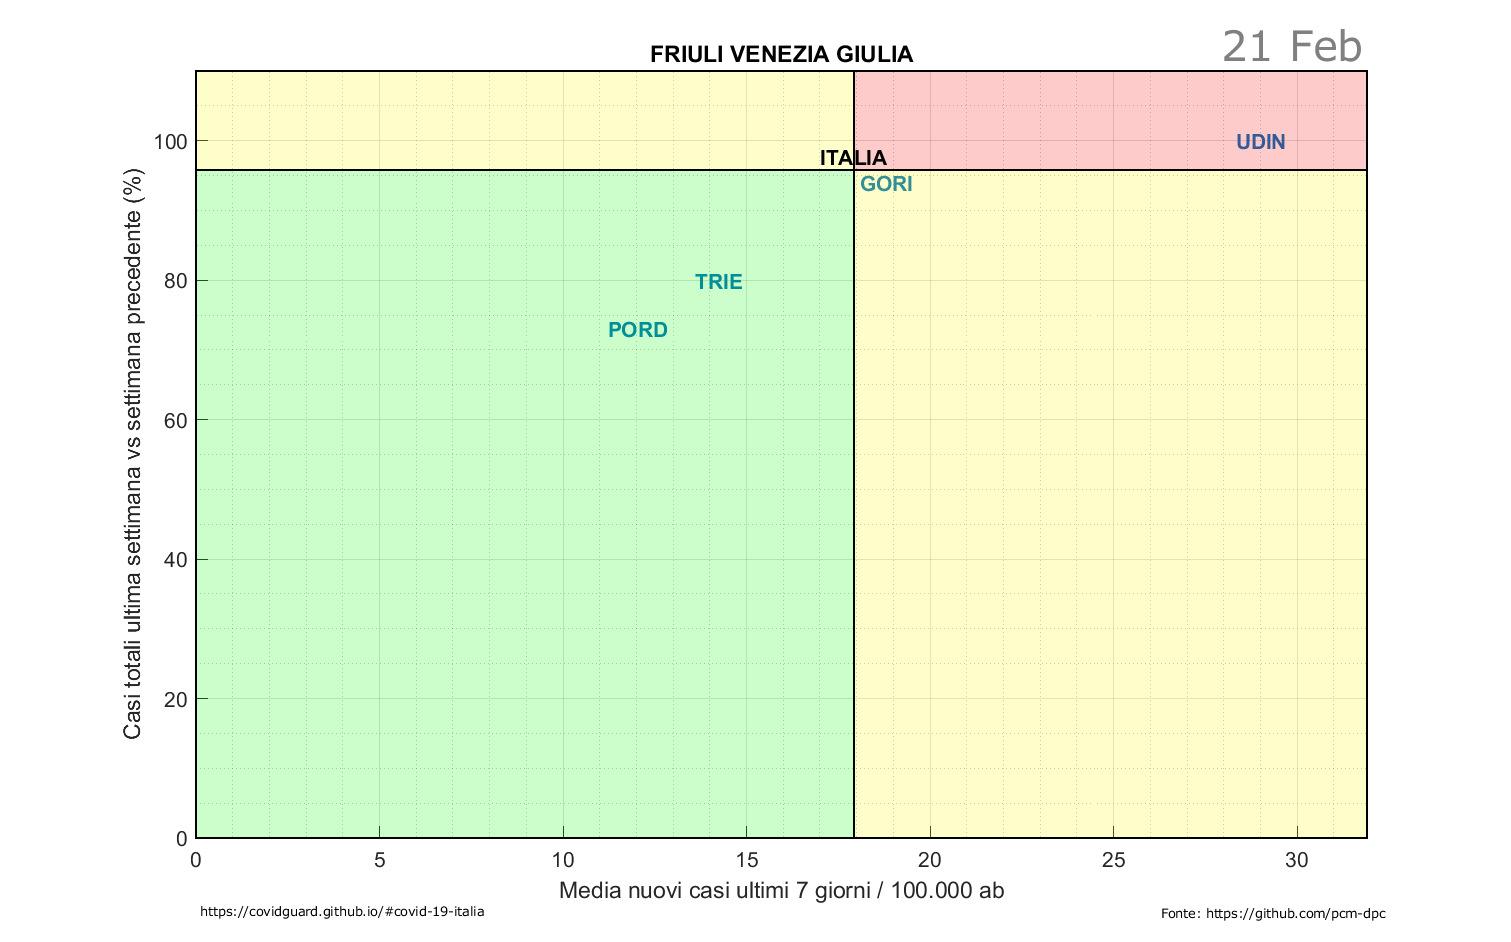 21 Feb
FRIULI VENEZIA GIULIA
Casi totali ultima settimana vs settimana precedente (%)
100
80
60
40
20
0
UDIN
ITALIA
GORI
TRIE
PORD
0 5 10 15 20 25 30
Media nuovi casi ultimi 7 giorni / 100.000 ab
https://covidguard.github.io/#covid-19-italia
Fonte: https://github.com/pcm-dpc